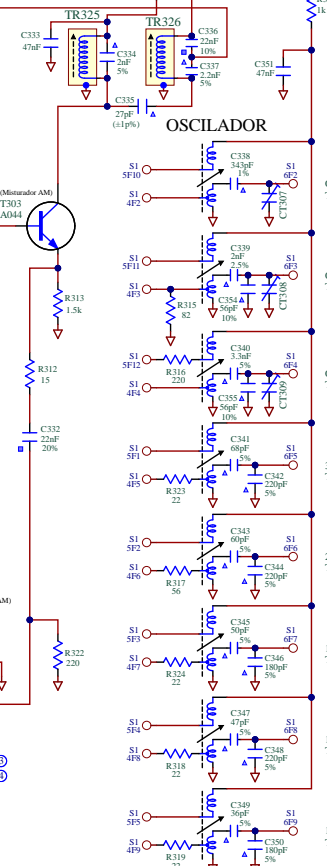 TR325
TR326
C333
47nF
C334
2nF
5%
C336
22nF
10%
C337
2.2nF
5%
C351
47nF
1k
C335
27pF
(±1p%)
OSCILADOR
(Misturador AM)
T303
A044
S1
5F10
S1
4F2
C338
343pF
1%
S1
6F2
CT307
R313
1.5k
S1
5F11
S1
4F3
R315
82
C339
2nF
2.5%
C354
56pF
10%
S1
6F3
CT308
R312
15
S1
5F12
R316
220
S1
4F4
C340
3.3nF
5%
C355
56pF
10%
S1
6F4
CT309
C332
22nF
20%
S1
5F1
S1
4F5
R323
22
C341
68pF
5%
S1
6F5
C342
220pF
5%
S1
5F2
S1
4F6
R317
56
C343
60pF
5%
S1
6F6
C344
220pF
5%
AM)
R322
220
S1
5F3
S1
4F7
R324
22
C345
50pF
5%
S1
6F7
C346
180pF
5%
S1
5F4
S1
4F8
R318
22
C347
47pF
5%
S1
6F8
C348
220pF
5%
3
4
S1
5F5
S1
4F9
R319
22
C349
36pF
5%
S1
6F9
C350
180pF
5%